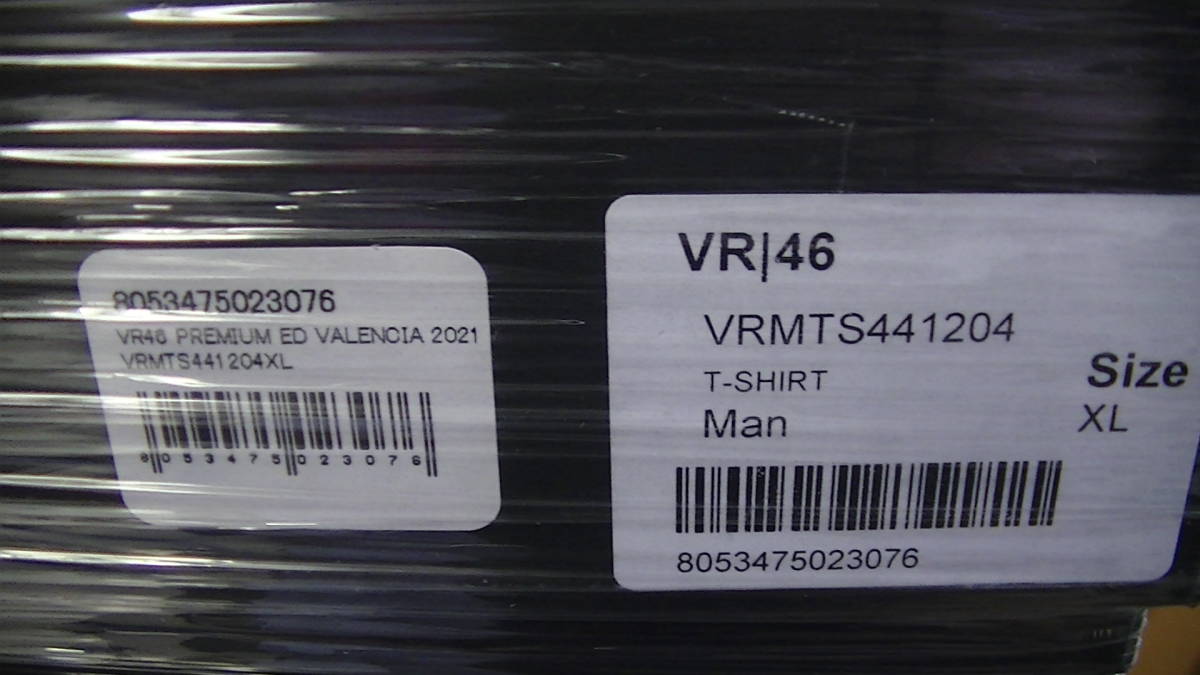 8053475023076
VR46 PREMIUM ED VALENCIA 2021
VRMTS441204XL
8053475023076
VR|46
VRMTS441204
T-SHIRT
Man
Size
XL
8053475023076